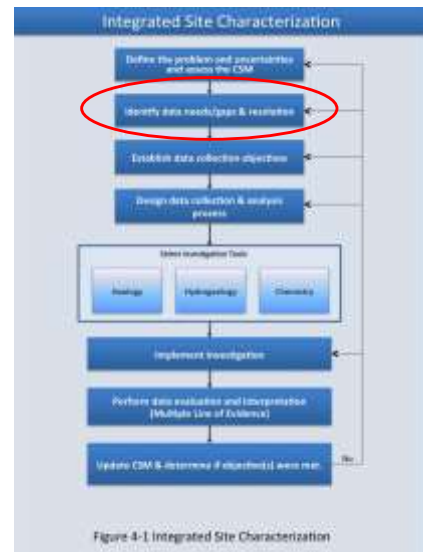 Integrated Site Characterization
Define the problem and uncertainties
and assess the CSM
Identify data needs/gaps & resolution
Establish data collection objectives
Design data collection & analysis
process
Select Investigation Tools
Geology
Hydrogeology
Chemistry
Implement investigation
Perform data evaluation and interpretation
(Multiple Line of Evidence)
Update CSM & determine if objective(s) were met
No
Figure 4-1 Integrated Site Characterization